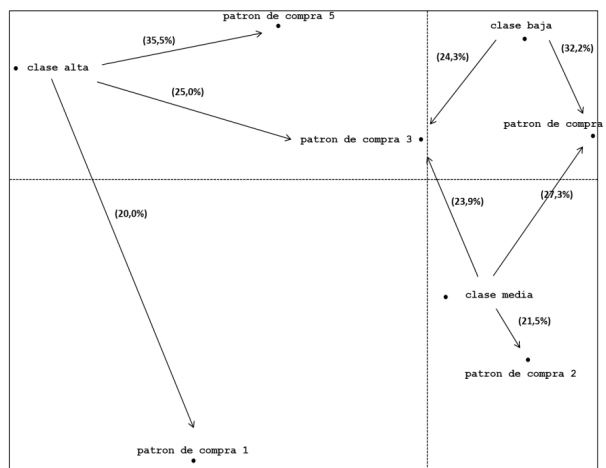 patron de compra 5
clase baja
(35,5%)
(24,3%)
(32,2%)
clase alta
(25,0%)
patron de compra
patron de compra 3
(23,9%)
(27,3%)
(20,0%)
clase media
(21,5%)
patron de compra 2
patron de compra 1